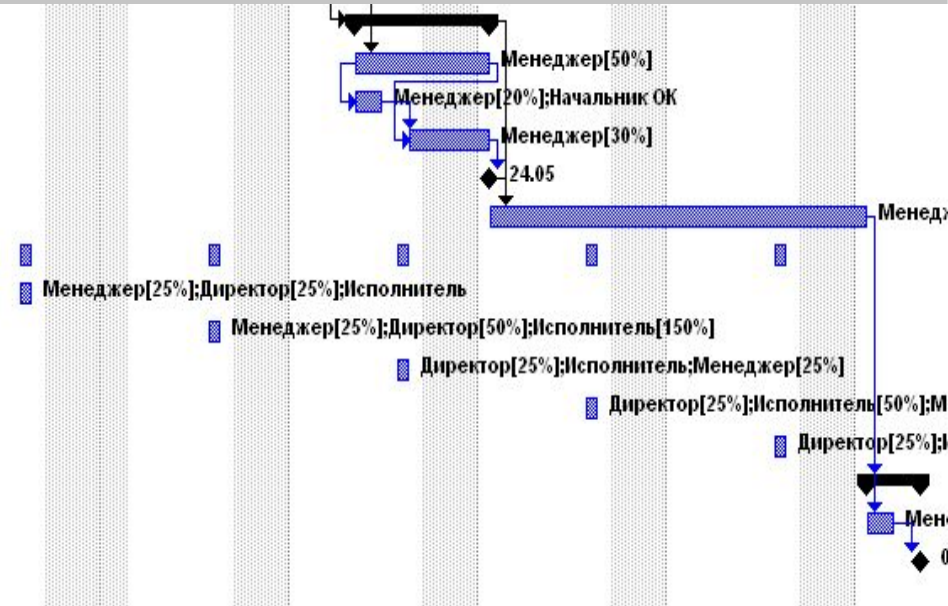 Менеджер[50%]
Менеджер[20%];Начальник ОК
Менеджер[30%]
24.05
Менеджер[25%];Директор[25%];Исполнитель
Менеджер[25%];Директор[50%];Исполнитель[150%]
Директор[25%];Исполнитель;Менеджер[25%]
Директор[25%];Исполнитель[50%];М
Директор[25%];
0